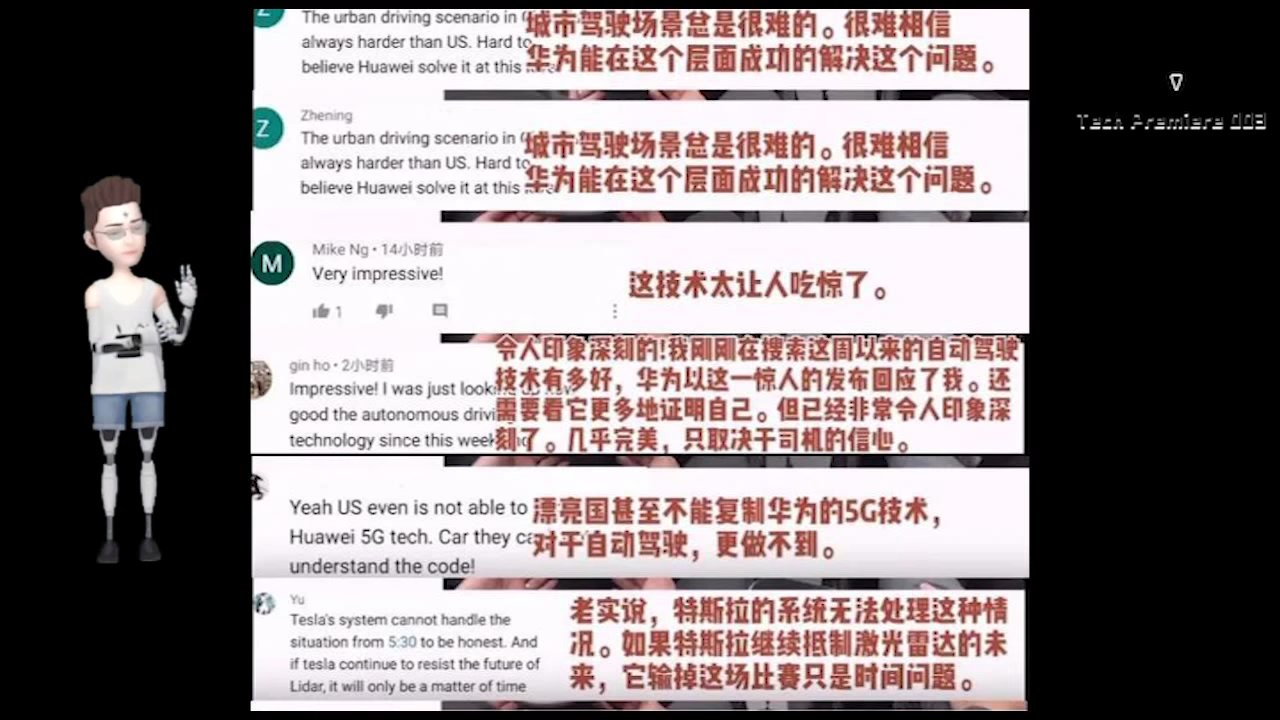 The urban driving scenario in
always harder than US. Hard to
believe Huawei solve it at this
城市驾驶场景总是很难的。很难相信
华为能在这个层面成功的解决这个问题。
Zhening
The urban driving scenario in
always harder than US. Hard to
believe Huawei solve it at this
城市驾驶场景总是很难的。很难相信
华为能在这个层面成功的解决这个问题。
Mike Ng • 14小时前
Very impressive!
1
这技术太让人吃惊了。
gin ho • 2小时前
Impressive! I was just
good the autonomous
technology since this week
令人印象深刻的!我刚刚在搜索这周以来的自动驾驶
技术有多好，华为以这一惊人的发布回应了我。还
需要看它更多地证明自己。但已经非常令人印象深
刻了。几乎完美，只取决于司机的信心。
Yeah US even is not able to
Huawei 5G tech. Car they
understand the code!
漂亮国甚至不能复制华为的5G技术，
对于自动驾驶，更做不到。
Yu
Tesla's system cannot handle the
situation from 5:30 to be honest. And
if tesla continue to resist the future of
Lidar, it will only be a matter of time
老实说，特斯拉的系统无法处理这种情
况。如果特斯拉继续抵制激光雷达的未
来，它输掉这场比赛只是时间问题。
Tech Premiere 003